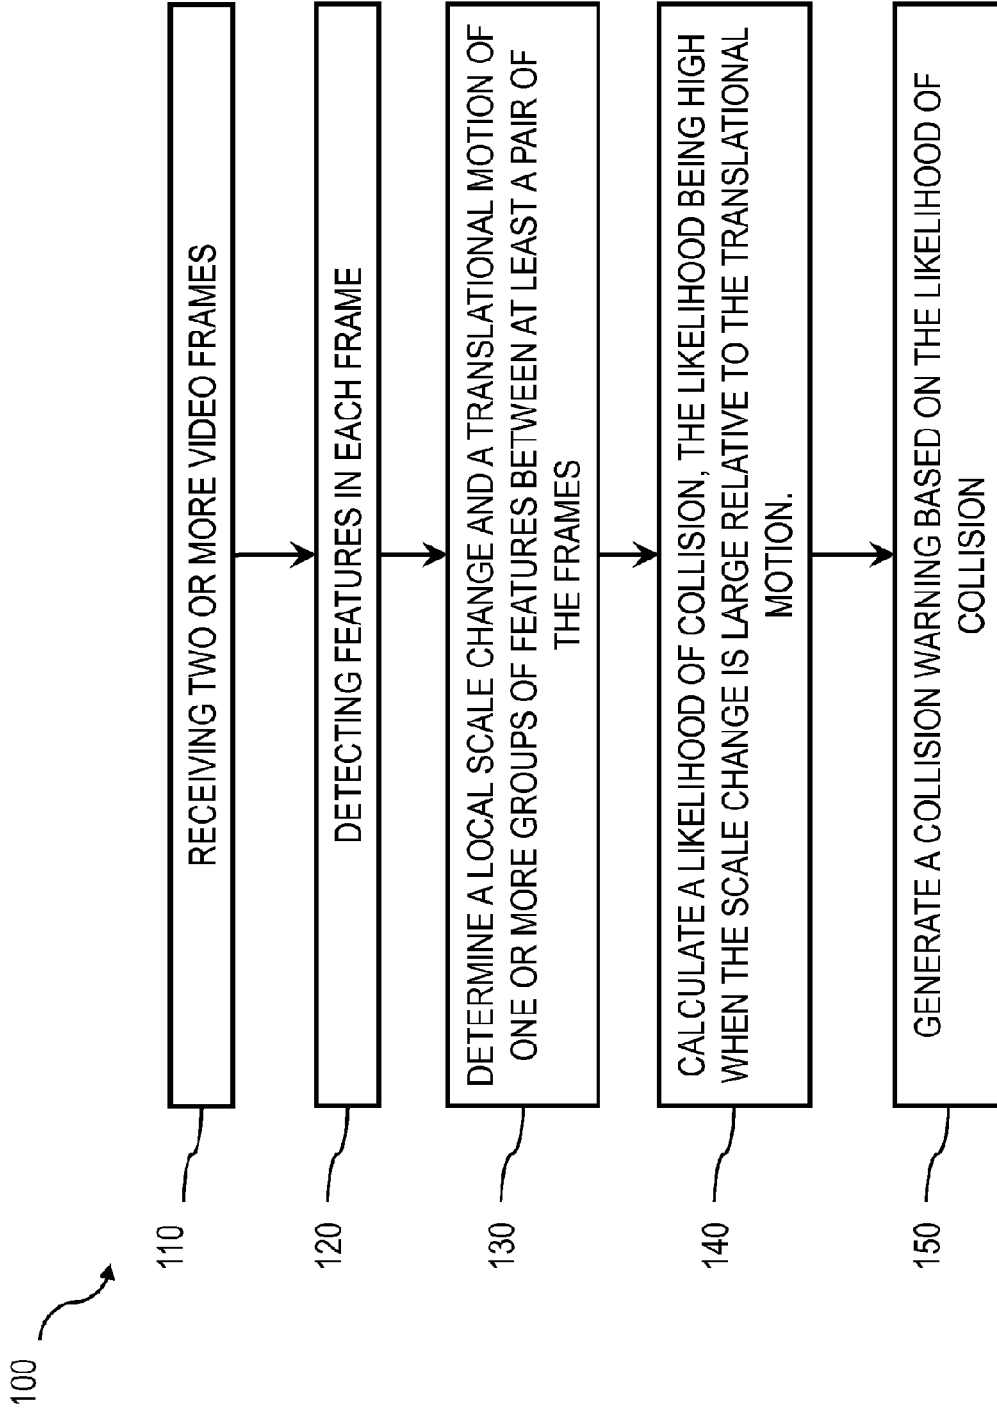 100
110
RECEIVING TWO OR MORE VIDEO FRAMES
120
DETECTING FEATURES IN EACH FRAME
130
DETERMINE A LOCAL SCALE CHANGE AND A TRANSLATIONAL MOTION OF
ONE OR MORE GROUPS OF FEATURES BETWEEN AT LEAST A PAIR OF
THE FRAMES
140
CALCULATE A LIKELIHOOD OF COLLISION, THE LIKELIHOOD BEING HIGH
WHEN THE SCALE CHANGE IS LARGE RELATIVE TO THE TRANSLATIONAL
MOTION.
150
GENERATE A COLLISION WARNING BASED ON THE LIKELIHOOD OF
COLLISION